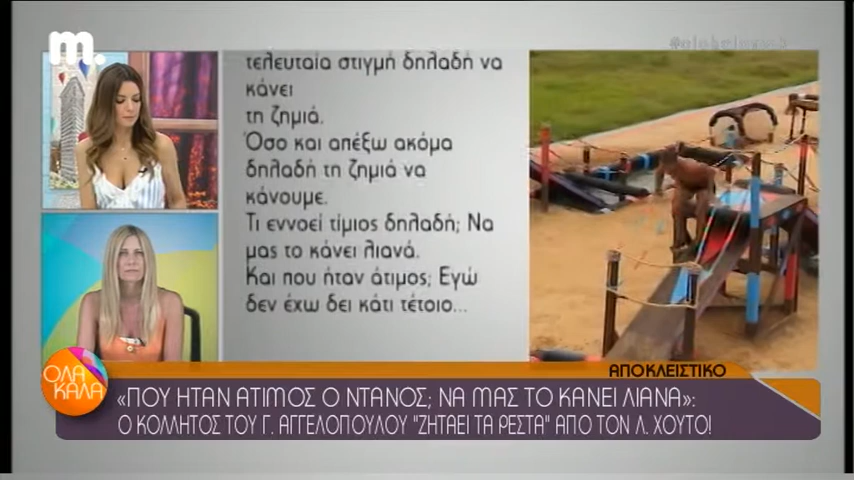 m.
τελευταία στιγμή δηλαδή να
κάνει
τη ζημιά.
Όσο και απέξω ακόμα
δηλαδή τη ζημιά να
κάνουμε.
Τι εννοεί τίμιος δηλαδή; Να
μας το κάνει λιανά.
Και που ήταν άτιμος; Εγώ
δεν έχω δει κάτι τέτοιο...
ΑΠΟΚΛΕΙΣΤΙΚΟ
ΟΛΑ
ΚΑΛΑ
«ΠΟΥ ΗΤΑΝ ΑΤΙΜΟΣ Ο ΝΤΑΝΟΣ; ΝΑ ΜΑΣ ΤΟ ΚΑΝΕΙ ΛΙΑΝΑ»:
Ο ΚΟΛΛΗΤΟΣ ΤΟΥ Γ. ΑΓΓΕΛΟΠΟΥΛΟΥ "ΖΗΤΑΕΙ ΤΑ ΡΕΣΤΑ" ΑΠΟ ΤΟΝ Λ. ΧΟΥΤΟ!